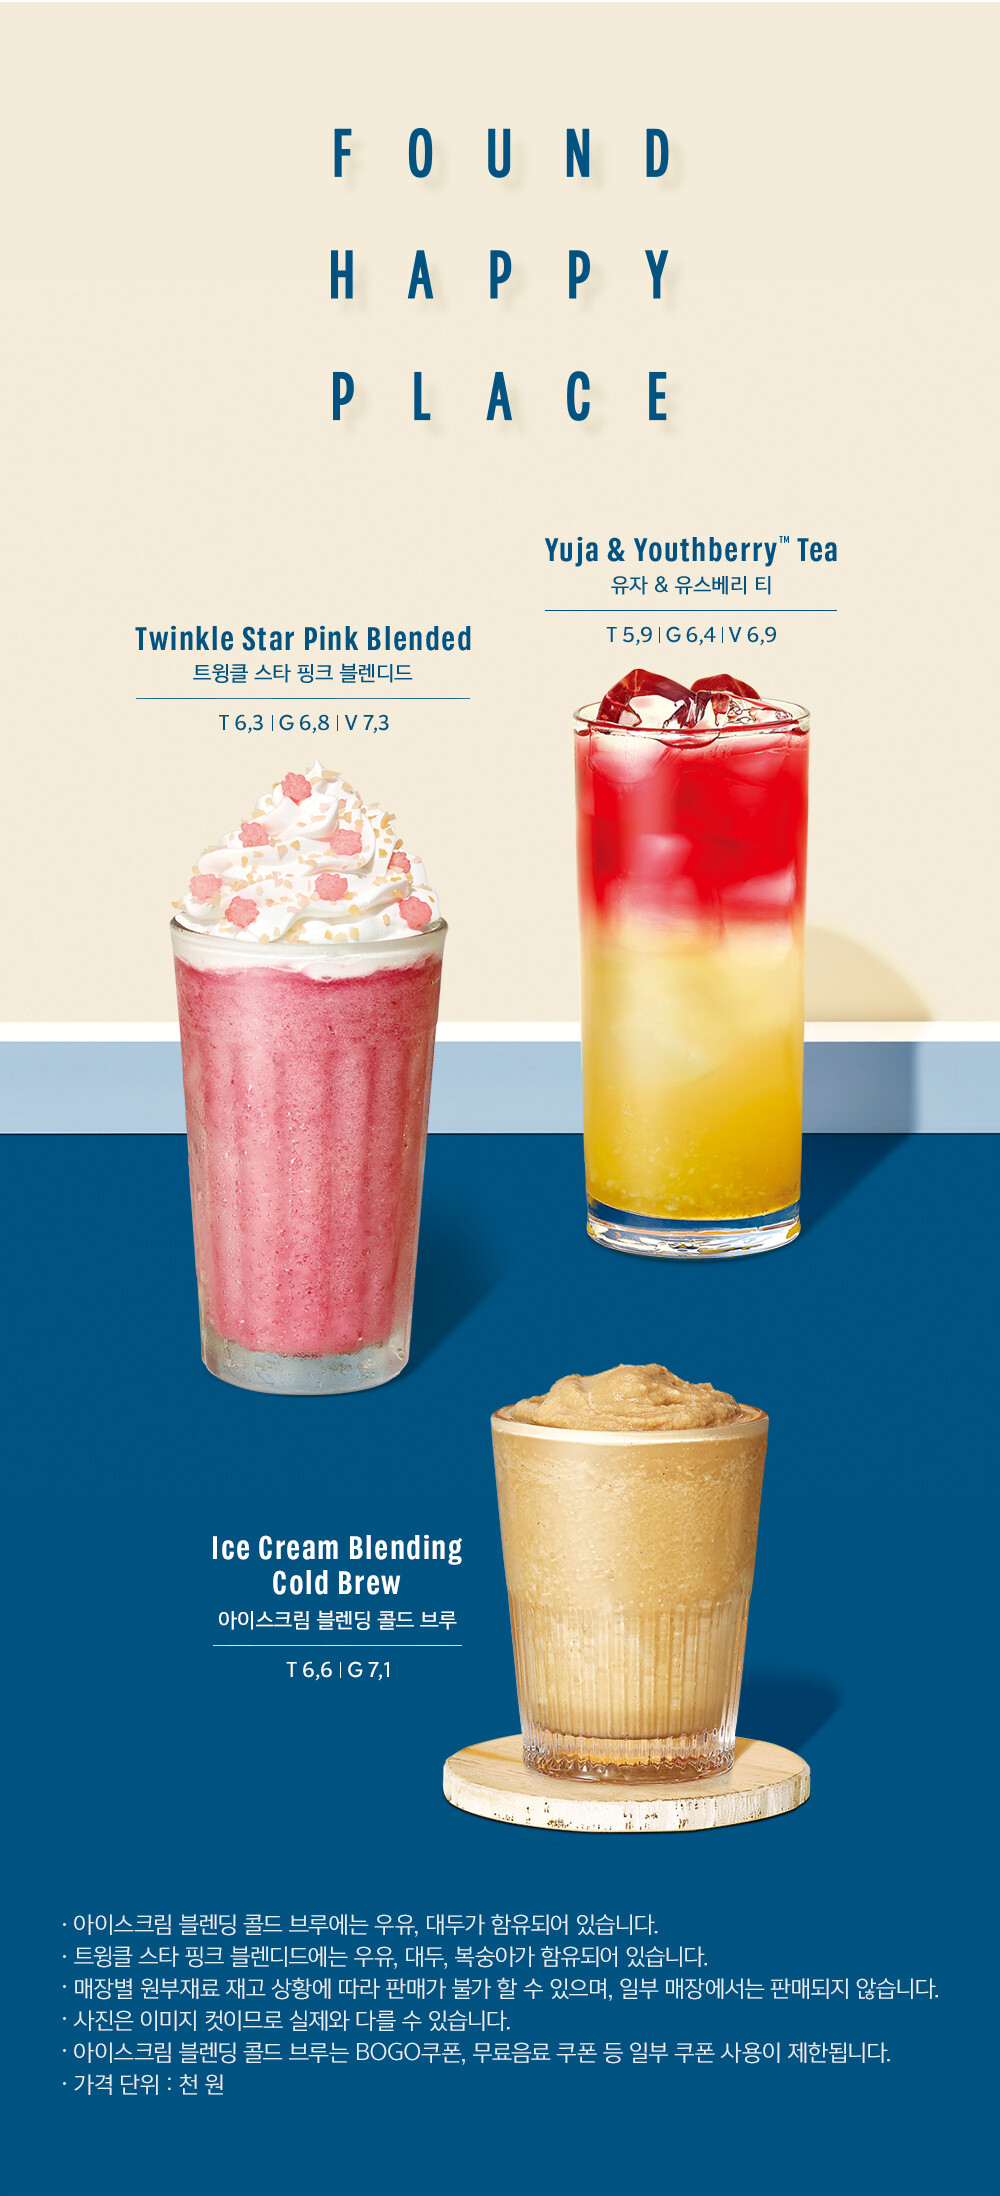 FOUND
HAPPY
PLACE
Yuja & Youthberry™ Tea
유자 & 유스베리 티
T 5,9 | G 6,4 | V 6,9
Twinkle Star Pink Blended
트윙클 스타 핑크 블렌디드
T 6,3 | G 6,8 | V 7,3
Ice Cream Blending
Cold Brew
아이스크림 블렌딩 콜드 브루
T 6,6 | G 7,1
· 아이스크림 블렌딩 콜드 브루에는 우유, 대두가 함유되어 있습니다.
· 트윙클 스타 핑크 블렌디드에는 우유, 대두, 복숭아가 함유되어 있습니다.
· 매장별 원부재료 재고 상황에 따라 판매가 불가 할 수 있으며, 일부 매장에서는 판매되지 않습니다.
· 사진은 이미지 컷이므로 실제와 다를 수 있습니다.
· 아이스크림 블렌딩 콜드 브루는 BOGO쿠폰, 무료음료 쿠폰 등 일부 쿠폰 사용이 제한됩니다.
· 가격 단위 : 천 원